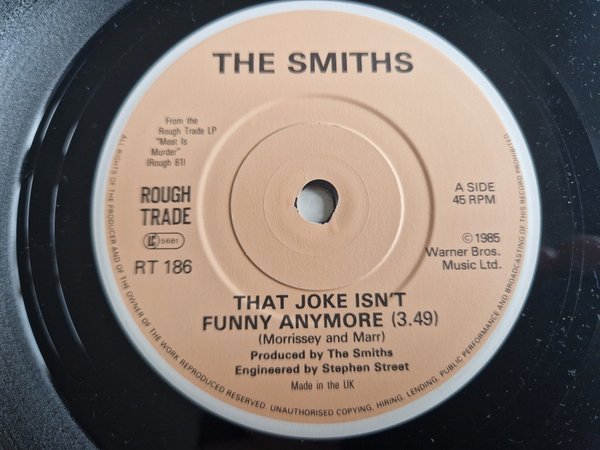 THE SMITHS
From the
Rough Trade LP
"Meat Is
Murder"
(Rough 81)
ROUGH
TRADE
LC 5661
RT 186
A SIDE
45 RPM
© 1985
Warner Bros.
Music Ltd.
THAT JOKE ISN'T
FUNNY ANYMORE (3.49)
(Morrissey and Marr)
Produced by The Smiths
Engineered by Stephen Street
Made in the UK
ALL RIGHTS OF THE PRODUCER AND OF THE OWNER OF THE WORK REPRODUCED RESERVED. UNAUTHORISED COPYING, HIRING, LENDING, PUBLIC PERFORMANCE AND BROADCASTING OF THIS RECORD PROHIBITED